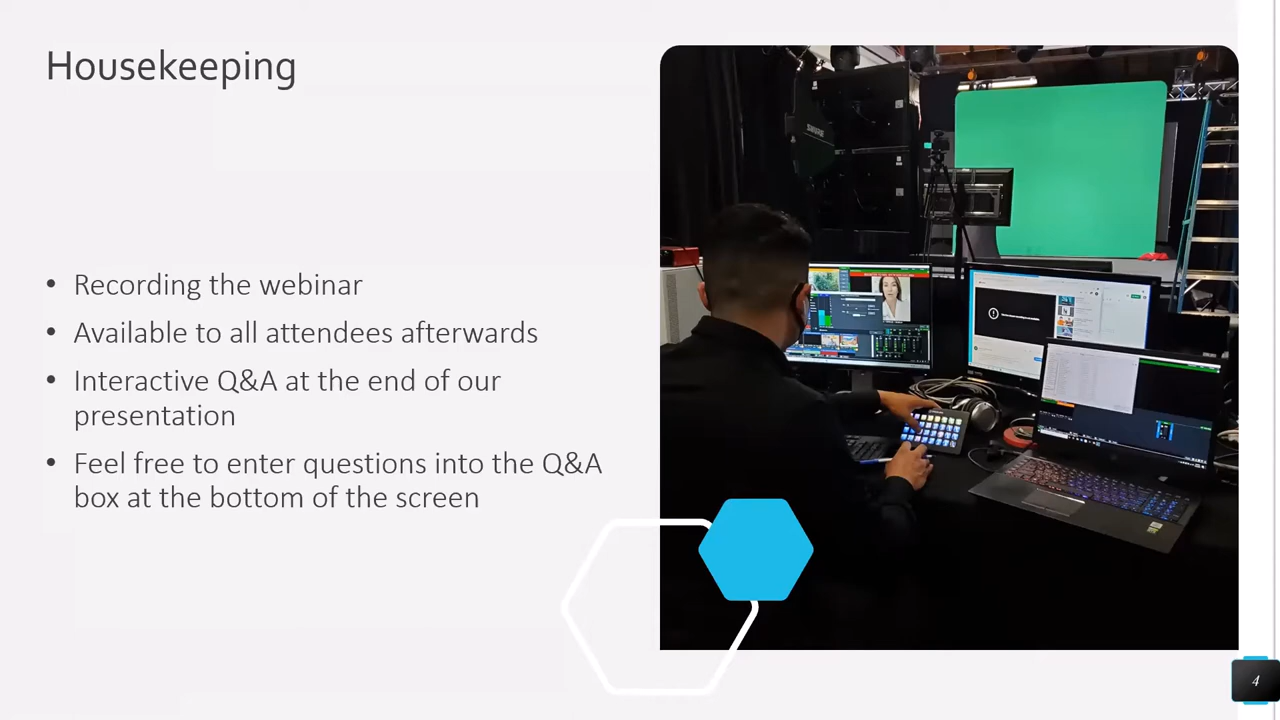 Housekeeping
• Recording the webinar
• Available to all attendees afterwards
• Interactive Q&A at the end of our
presentation
• Feel free to enter questions into the Q&A
box at the bottom of the screen
4